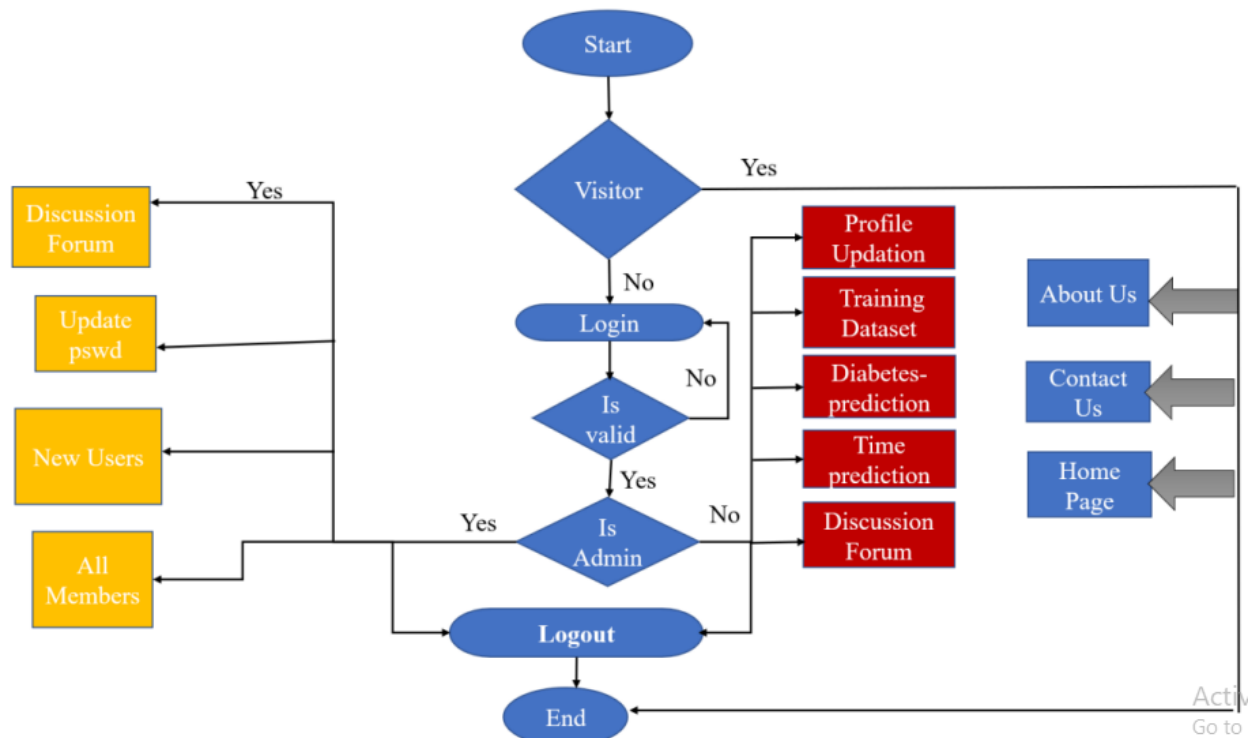 Start
Visitor
Yes
No
Login
No
Is
valid
Yes
Is
Admin
Yes
No
Yes
Discussion
Forum
Update
pswd
New Users
All
Members
Profile
Updation
Training
Dataset
Diabetes-
prediction
Time
prediction
Discussion
Forum
About Us
Contact
Us
Home
Page
Logout
End
Go to